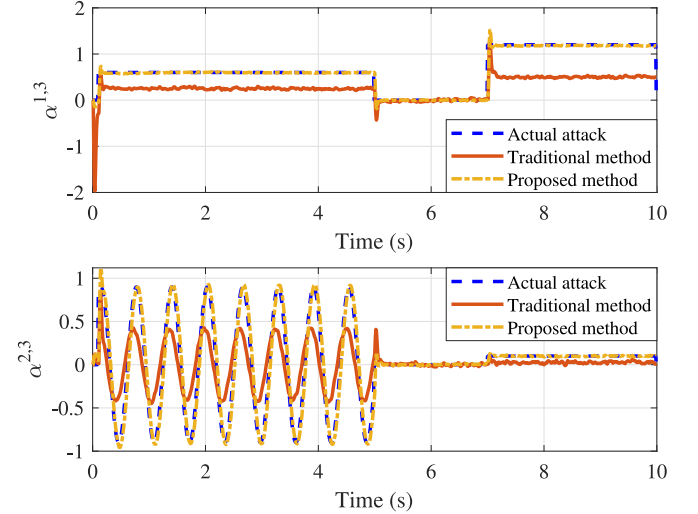 2
1
0
1
2
α1,3
0 2 4 6 8 10
Time (s)
Actual attack
Traditional method
Proposed method
1
0.5
0
-0.5
-1
α2,3
0 2 4 6 8 10
Time (s)
Actual attack
Traditional method
Proposed method